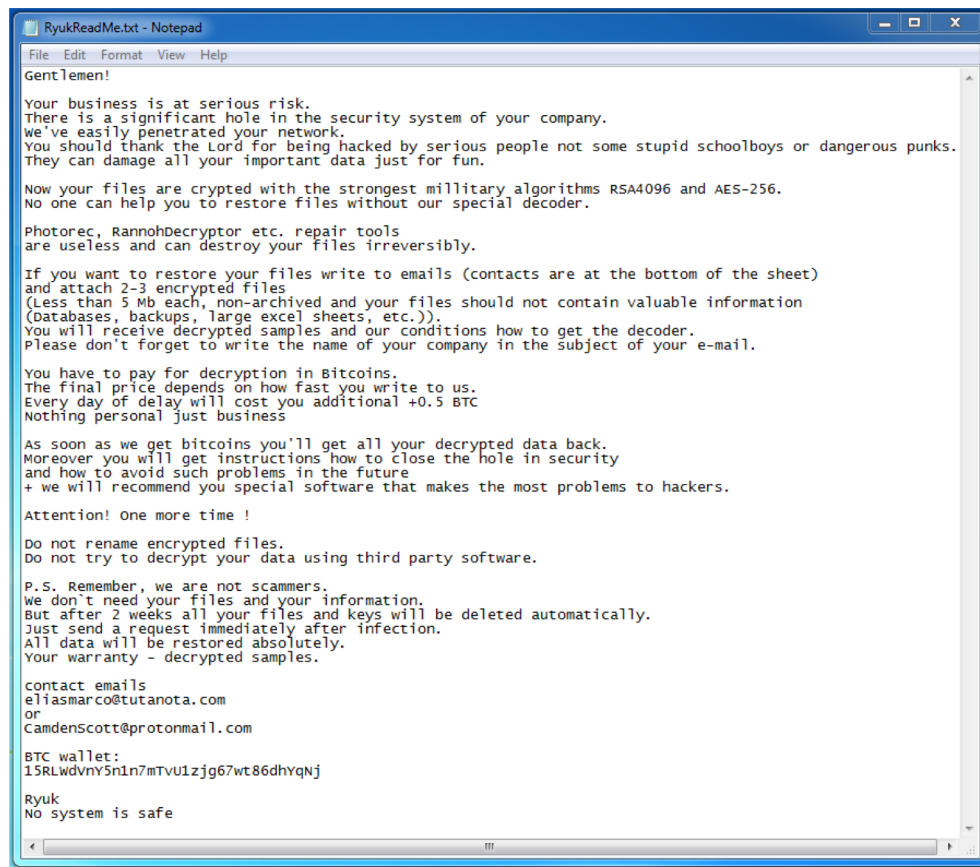 RyukReadMe.txt - Notepad
File Edit Format View Help
Gentlemen!
Your business is at serious risk.
There is a significant hole in the security system of your company.
We've easily penetrated your network.
You should thank the Lord for being hacked by serious people not some stupid schoolboys or dangerous punks.
They can damage all your important data just for fun.
Now your files are crypted with the strongest millitary algorithms RSA4096 and AES-256.
No one can help you to restore files without our special decoder.
Photorec, RannohDecryptor etc. repair tools
are useless and can destroy your files irreversibly.
If you want to restore your files write to emails (contacts are at the bottom of the sheet)
and attach 2-3 encrypted files
(Less than 5 Mb each, non-archived and your files should not contain valuable information
(Databases, backups, large excel sheets, etc.)).
You will receive decrypted samples and our conditions how to get the decoder.
Please don't forget to write the name of your company in the subject of your e-mail.
You have to pay for decryption in Bitcoins.
The final price depends on how fast you write to us.
Every day of delay will cost you additional +0.5 BTC
Nothing personal just business
As soon as we get bitcoins you'll get all your decrypted data back.
Moreover you will get instructions how to close the hole in security
and how to avoid such problems in the future
+ we will recommend you special software that makes the most problems to hackers.
Attention! One more time !
Do not rename encrypted files.
Do not try to decrypt your data using third party software.
P.S. Remember, we are not scammers.
We don`t need your files and your information.
But after 2 weeks all your files and keys will be deleted automatically.
Just send a request immediately after infection.
All data will be restored absolutely.
Your warranty - decrypted samples.
contact emails
eliasmarco@tutanota.com
or
CamdenScott@protonmail.com
BTC wallet:
15RLWdVnY5n1n7mTvU1zjg67wt86dhYqNj
Ryuk
No system is safe